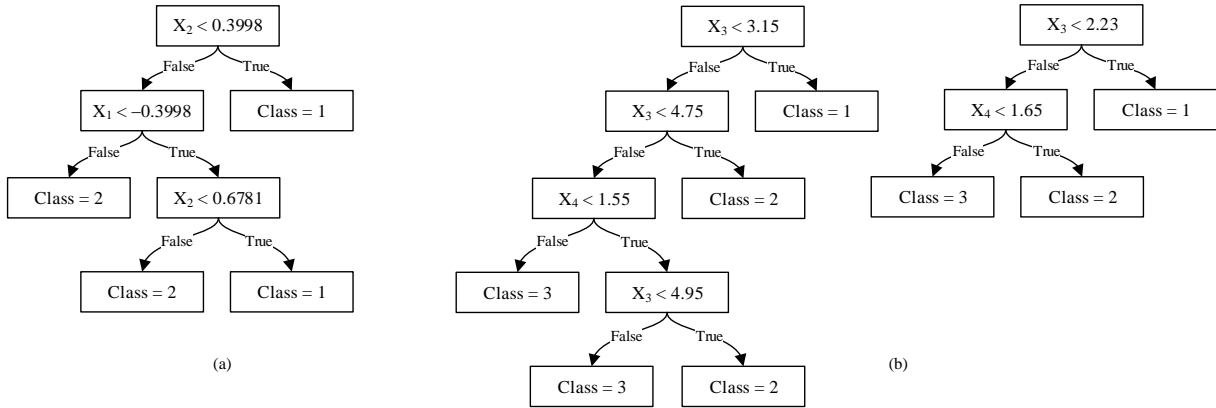 X₂ < 0.3998
False
True
X₁ < –0.3998
Class = 1
False
True
Class = 2
X₂ < 0.6781
False
True
Class = 2
Class = 1
(a)
X₃ < 3.15
False
True
X₃ < 4.75
Class = 1
False
True
X₄ < 1.55
Class = 2
False
True
Class = 3
X₃ < 4.95
False
True
Class = 3
Class = 2
X₃ < 2.23
False
True
X₄ < 1.65
Class = 1
False
True
Class = 3
Class = 2
(b)